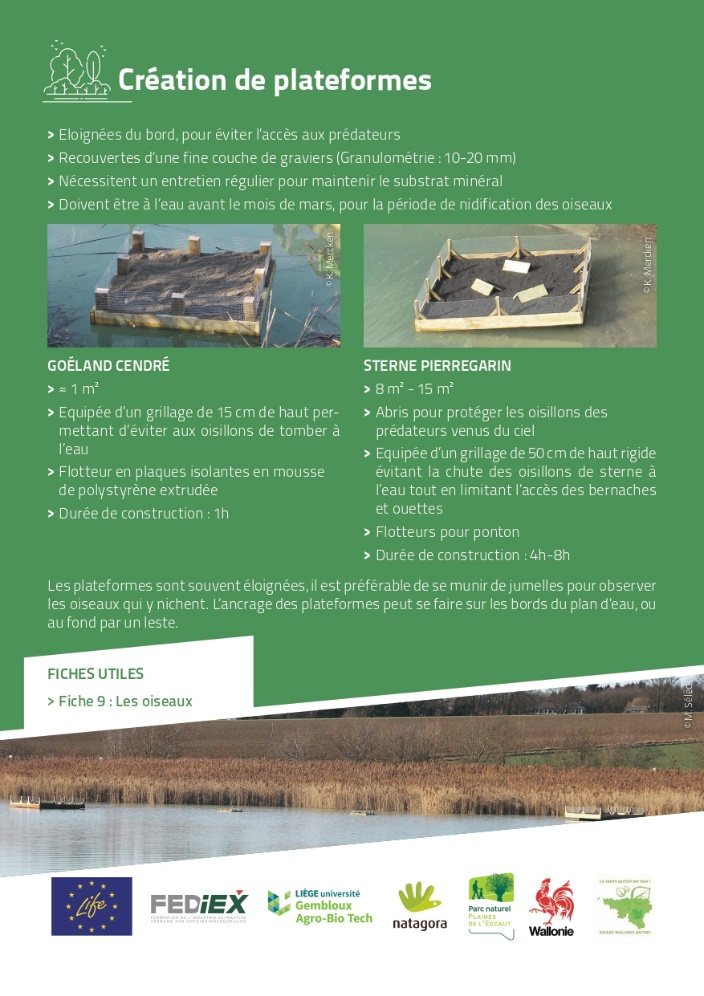 Création de plateformes
> Eloignées du bord, pour éviter l'accès aux prédateurs
> Recouvertes d'une fine couche de graviers (Granulométrie : 10-20 mm)
> Nécessitent un entretien régulier pour maintenir le substrat minéral
> Doivent être à l'eau avant le mois de mars, pour la période de nidification des oiseaux
© K. Mercken
© K. Mercken
GOÉLAND CENDRÉ
> ≈ 1 m²
> Equipée d'un grillage de 15 cm de haut per-
mettant d'éviter aux oisillons de tomber à
l'eau
> Flotteur en plaques isolantes en mousse
de polystyrène extrudée
> Durée de construction : 1h
STERNE PIERREGARIN
> 8 m² - 15 m²
> Abris pour protéger les oisillons des
prédateurs venus du ciel
> Equipée d'un grillage de 50 cm de haut rigide
évitant la chute des oisillons de sterne à
l'eau tout en limitant l'accès des bernaches
et ouettes
> Flotteurs pour ponton
> Durée de construction : 4h-8h
Les plateformes sont souvent éloignées, il est préférable de se munir de jumelles pour observer
les oiseaux qui y nichent. L'ancrage des plateformes peut se faire sur les bords du plan d'eau, ou
au fond par un leste.
FICHES UTILES
> Fiche 9 : Les oiseaux
© M. Séleck
Life
FEDIEX
LIÈGE université
Gembloux
Agro-Bio Tech
natagora
Parc naturel
PLAINES
DE L'ESCAUT
Wallonie